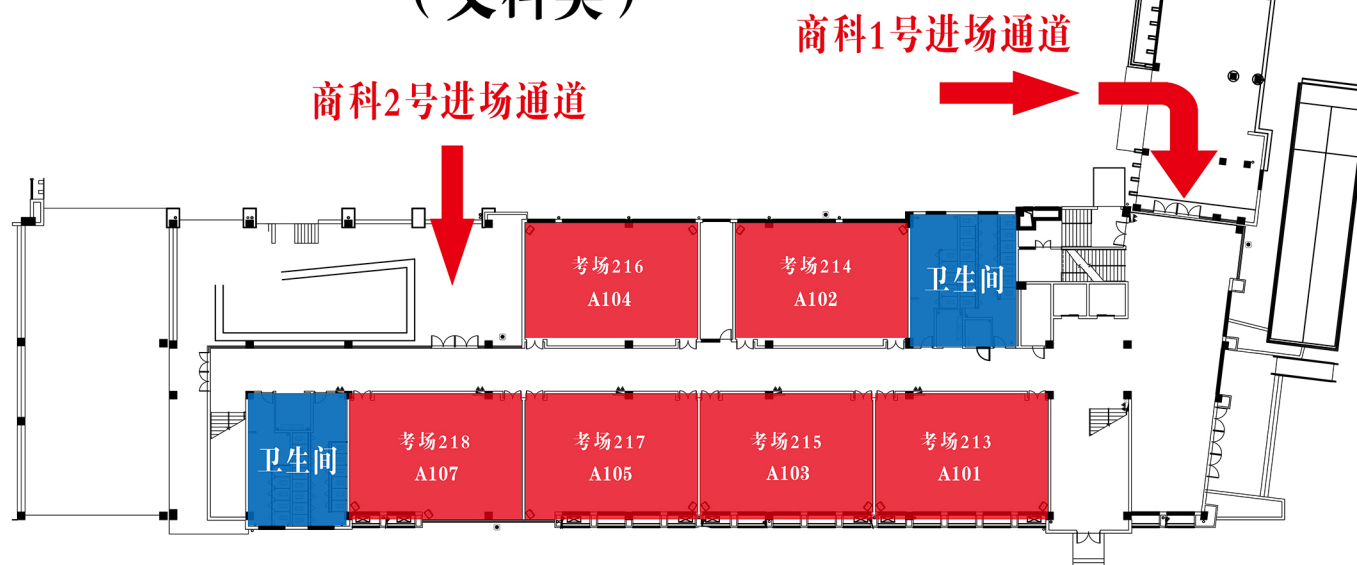 （文科类）
商科1号进场通道
商科2号进场通道
考场216
A104
考场214
A102
卫生间
卫生间
考场218
A107
考场217
A105
考场215
A103
考场213
A101